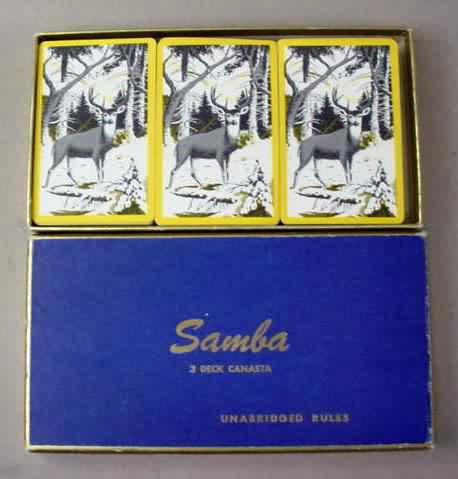 Samba
3 DECK CANASTA
UNABRIDGED RULES